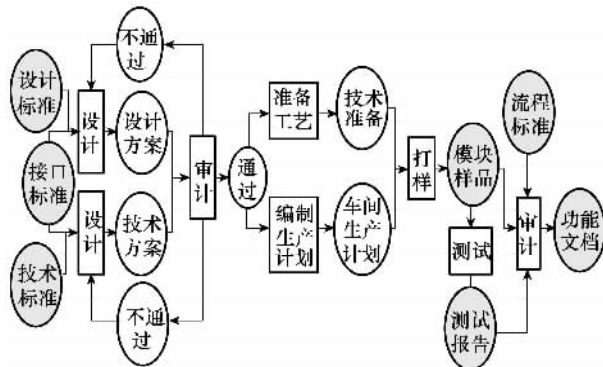 不通
过
设计
标准
设
计
设计
方案
接口
标准
审
计
通
过
准备
工艺
技术
准备
编制
生产
计划
车间
生产
计划
打
样
模块
样品
流程
标准
测试
测试
报告
审
计
功能
文档
设
计
技术
方案
技术
标准
不通
过